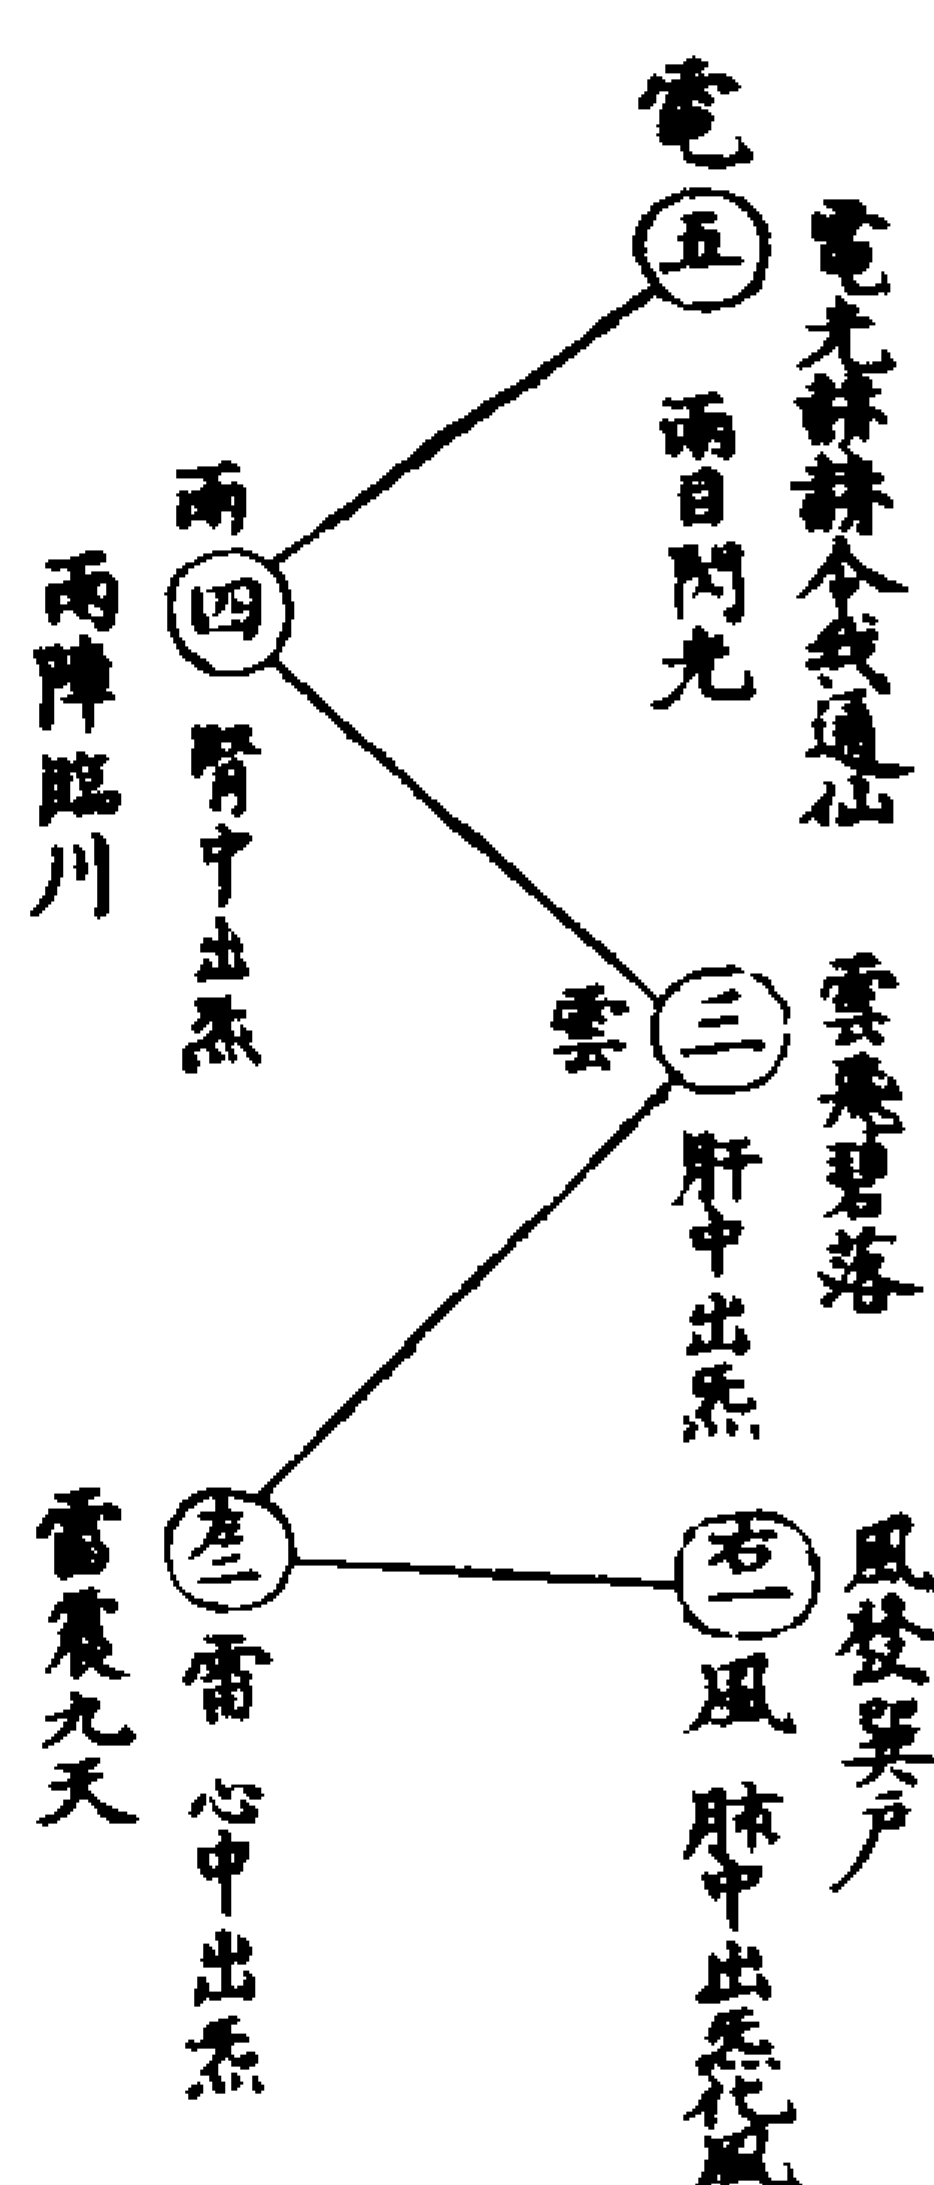 電
五
電光赫赫令我通仙
兩目閃光
雨
四
雨陣臨川
腎中出炁
三
雲
雲碧落
肝中出炁
左二
雷
雷震九天
心中出炁
右一
風
風發巽戶
肺中出炁化風